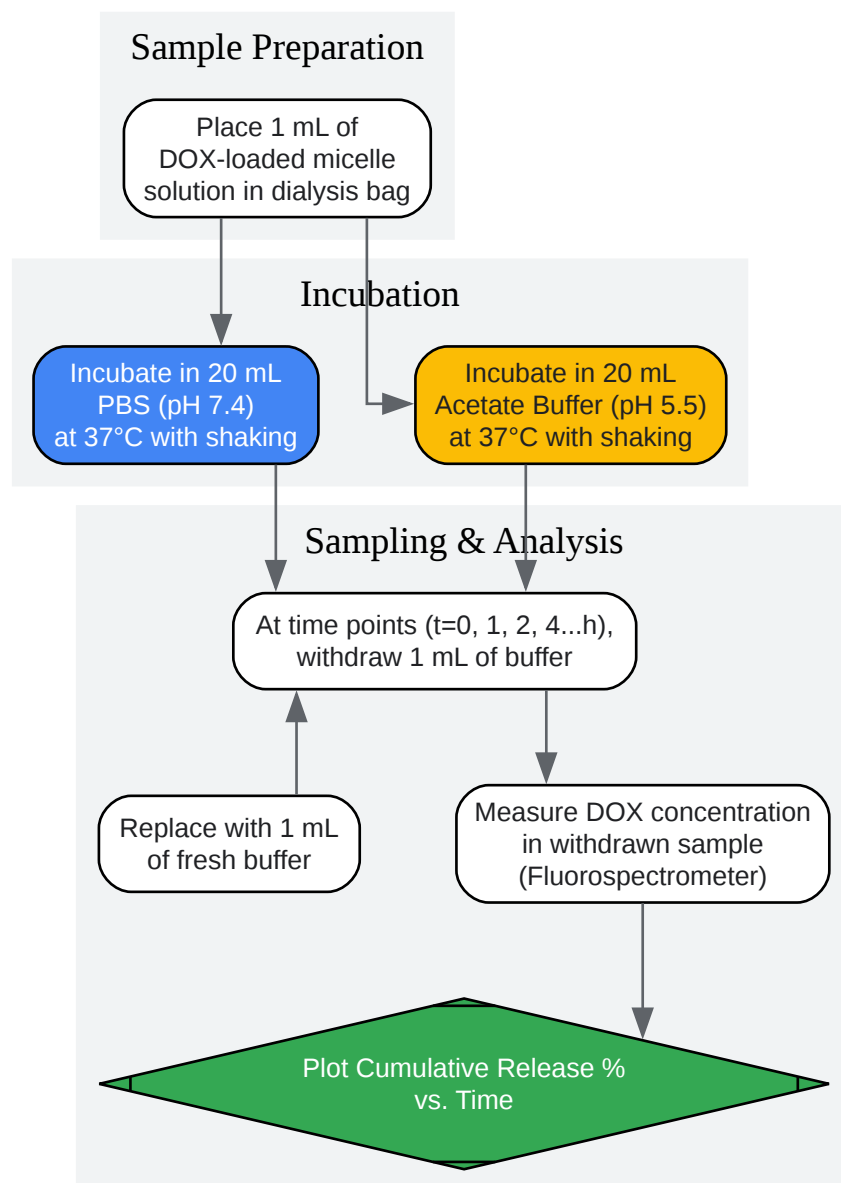 Sample Preparation
Place 1 mL of
DOX-loaded micelle
solution in dialysis bag
Incubation
Incubate in 20 mL
PBS (pH 7.4)
at 37°C with shaking
Incubate in 20 mL
Acetate Buffer (pH 5.5)
at 37°C with shaking
Sampling & Analysis
At time points (t=0, 1, 2, 4...h),
withdraw 1 mL of buffer
Replace with 1 mL
of fresh buffer
Measure DOX concentration
in withdrawn sample
(Fluorospectrometer)
Plot Cumulative Release %
vs. Time